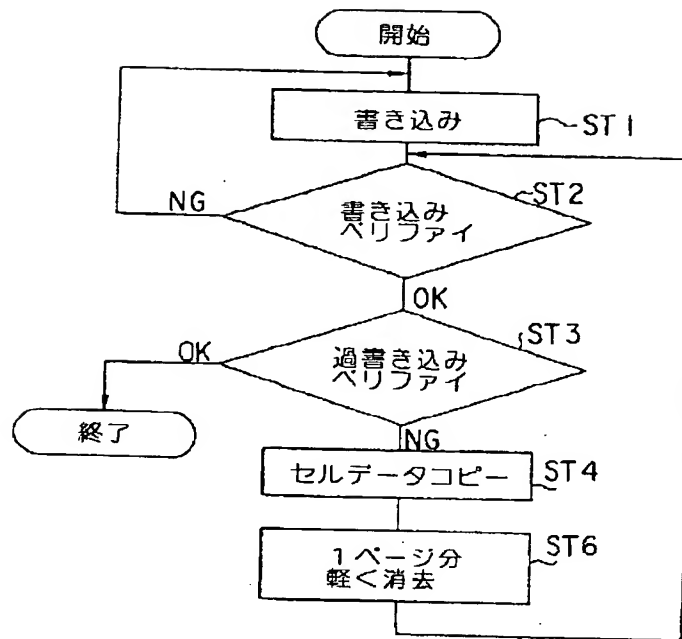 開始
書き込み
ST1
ST2
NG
書き込み
ベリファイ
OK
ST3
OK
過書き込み
ベリファイ
終了
NG
セルデータコピー
ST4
ST6
1ページ分
軽く消去